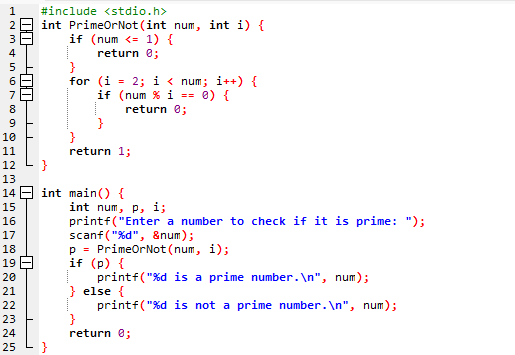 1 #include <stdio.h>
2 int PrimeOrNot(int num, int i) {
3     if (num <= 1) {
4         return 0;
5     }
6     for (i = 2; i < num; i++) {
7         if (num % i == 0) {
8             return 0;
9         }
10     }
11     return 1;
12 }
13
14 int main() {
15     int num, p, i;
16     printf("Enter a number to check if it is prime: ");
17     scanf("%d", &num);
18     p = PrimeOrNot(num, i);
19     if (p) {
20         printf("%d is a prime number.\n", num);
21     } else {
22         printf("%d is not a prime number.\n", num);
23     }
24     return 0;
25 }